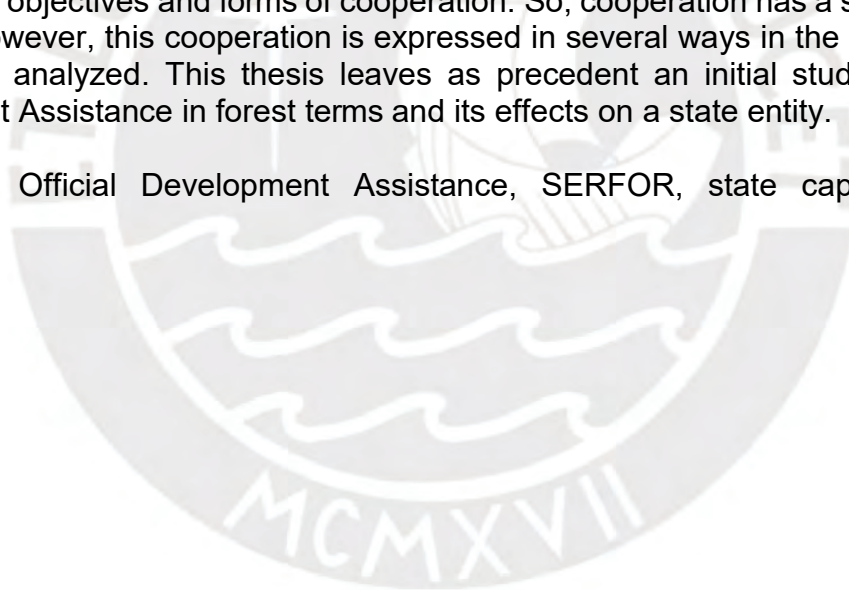 objectives and forms of cooperation. So, cooperation has a s
owever, this cooperation is expressed in several ways in the
analyzed. This thesis leaves as precedent an initial stud
t Assistance in forest terms and its effects on a state entity.
Official Development Assistance, SERFOR, state cap
MCMXVII